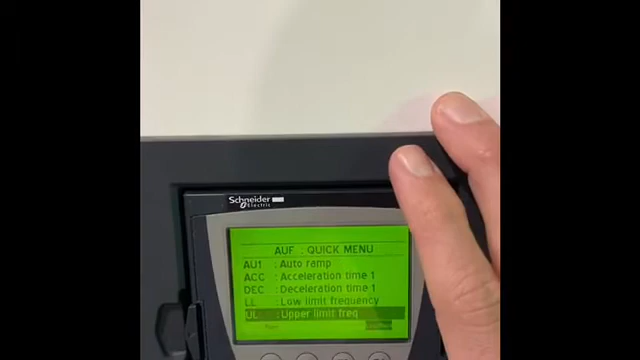 Schneider
Electric
AUF : QUICK MENU
AU1 : Auto ramp
ACC : Acceleration time 1
DEC : Deceleration time 1
LL : Low limit frequency
UL : Upper limit freq